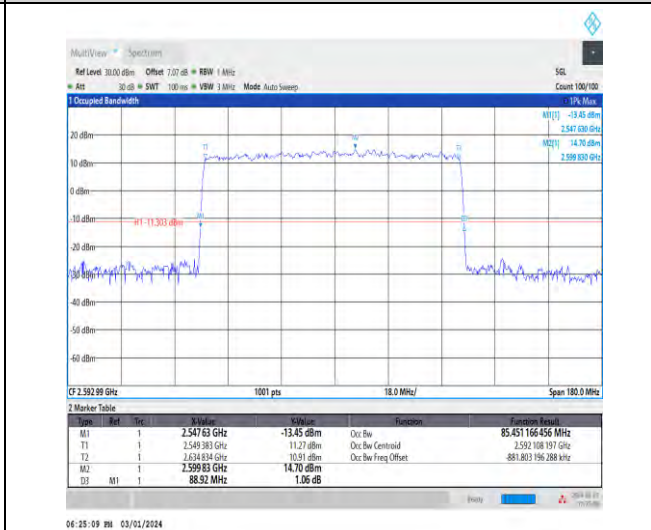 MultiView Spectrum
Ref Level 30.00 dBm Offset 7.07 dB RBW 1 MHz SGL
Att 30 dB SWT 100 ms VBW 3 MHz Mode Auto Sweep Count 100/100
1 Occupied Bandwidth 1Pk Max
M1[1] -13.45 dBm
2.547 630 GHz
M2[1] 14.70 dBm
2.599 830 GHz
20 dBm
T1
M2
T2
10 dBm
0 dBm
-10 dBm
M1
H1 -11.303 dBm
-20 dBm
-30 dBm
-40 dBm
-50 dBm
-60 dBm
CF 2.592 99 GHz 1001 pts 18.0 MHz/ Span 180.0 MHz
2 Marker Table
Type Ref Trc X-Value Y-Value Function Function Result
M1 1 2.547 63 GHz -13.45 dBm Occ Bw 85.451 166 456 MHz
T1 1 2.549 383 GHz 11.27 dBm Occ Bw Centroid 2.592 108 197 GHz
T2 1 2.634 834 GHz 10.91 dBm Occ Bw Freq Offset -881.803 196 288 kHz
M2 1 2.599 83 GHz 14.70 dBm
D3 M1 1 88.92 MHz 1.06 dB
06:25:09 PM 03/01/2024